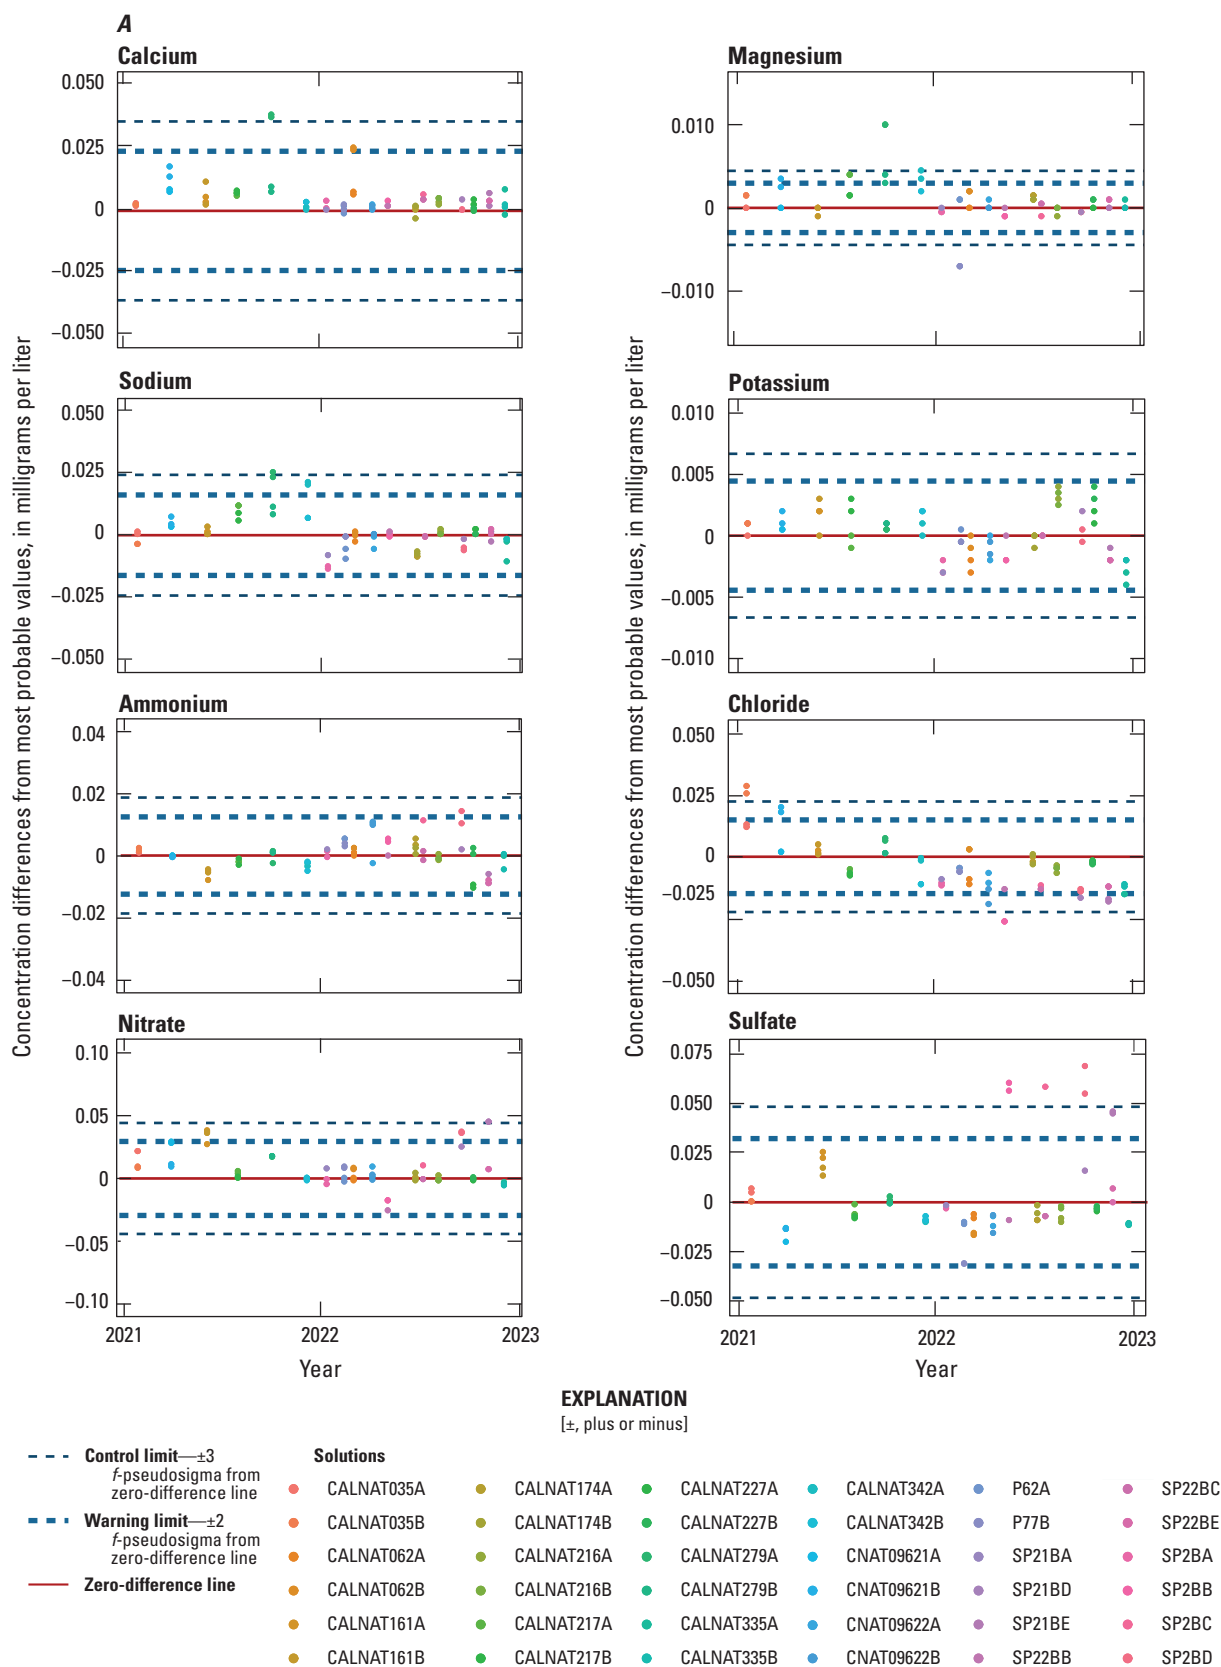 A
Calcium
0.050
0.025
0
−0.025
−0.050
Magnesium
0.010
0
−0.010
Sodium
0.050
0.025
0
−0.025
−0.050
Potassium
0.010
0.005
0
−0.005
−0.010
Ammonium
0.04
0.02
0
−0.02
−0.04
Chloride
0.050
0.025
0
−0.025
−0.050
Nitrate
0.10
0.05
0
−0.05
−0.10
2021
2022
2023
Year
Sulfate
0.075
0.050
0.025
0
−0.025
−0.050
2021
2022
2023
Year
Concentration differences from most probable values, in milligrams per liter
Concentration differences from most probable values, in milligrams per liter
EXPLANATION
[±, plus or minus]
Control limit—±3
f-pseudosigma from
zero-difference line
Warning limit—±2
f-pseudosigma from
zero-difference line
Zero-difference line
Solutions
CALNAT035A
CALNAT035B
CALNAT062A
CALNAT062B
CALNAT161A
CALNAT161B
CALNAT174A
CALNAT174B
CALNAT216A
CALNAT216B
CALNAT217A
CALNAT217B
CALNAT227A
CALNAT227B
CALNAT279A
CALNAT279B
CALNAT335A
CALNAT335B
CALNAT342A
CALNAT342B
CNAT09621A
CNAT09621B
CNAT09622A
CNAT09622B
P62A
P77B
SP21BA
SP21BD
SP21BE
SP22BB
SP22BC
SP22BE
SP2BA
SP2BB
SP2BC
SP2BD